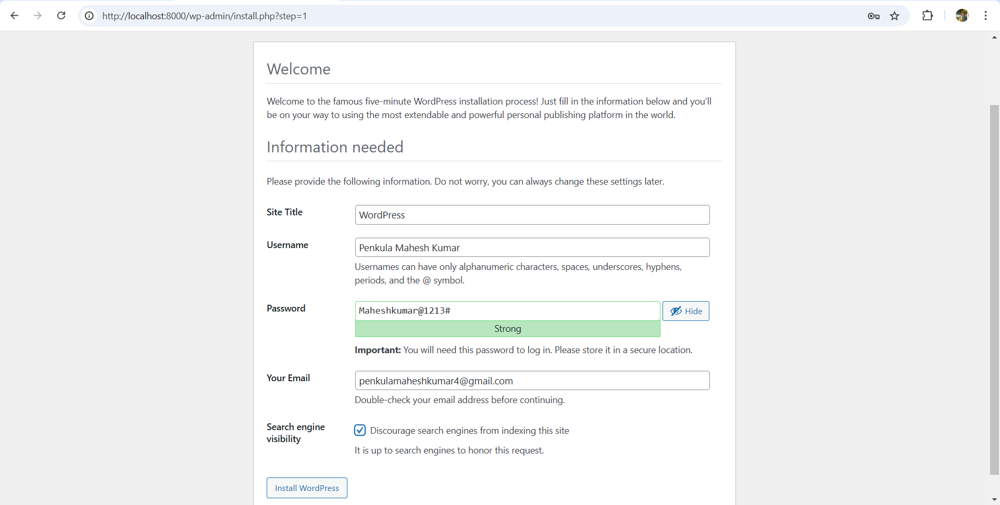 http://localhost:8000/wp-admin/install.php?step=1
Welcome
Welcome to the famous five-minute WordPress installation process! Just fill in the information below and you’ll
be on your way to using the most extendable and powerful personal publishing platform in the world.
Information needed
Please provide the following information. Do not worry, you can always change these settings later.
Site Title
WordPress
Username
Penkula Mahesh Kumar
Usernames can have only alphanumeric characters, spaces, underscores, hyphens,
periods, and the @ symbol.
Password
Maheshkumar@1213#
Hide
Strong
Important: You will need this password to log in. Please store it in a secure location.
Your Email
penkulamaheshkumar4@gmail.com
Double-check your email address before continuing.
Search engine
visibility
Discourage search engines from indexing this site
It is up to search engines to honor this request.
Install WordPress